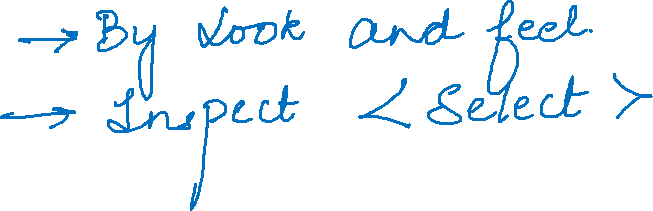 → By Look and feel.
→ Inspect <Select>